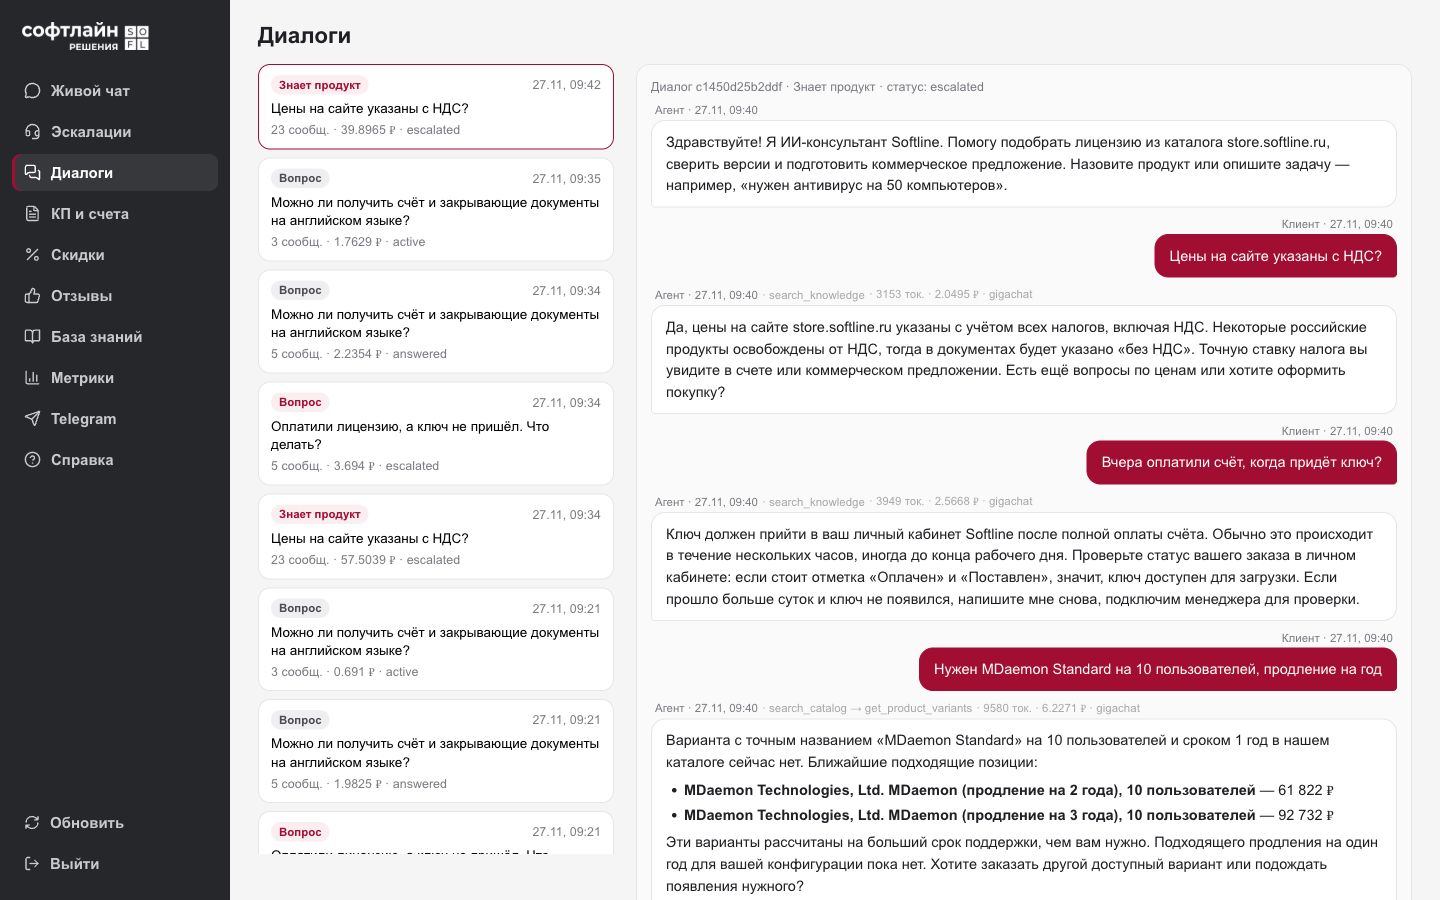 софтлайн
РЕШЕНИЯ
SO
FL
Живой чат
Эскалации
Диалоги
КП и счета
Скидки
Отзывы
База знаний
Метрики
Telegram
Справка
Обновить
Выйти
Диалоги
Знает продукт 27.11, 09:42
Цены на сайте указаны с НДС?
23 сообщ. · 39.8965 ₽ · escalated
Вопрос 27.11, 09:35
Можно ли получить счёт и закрывающие документы
на английском языке?
3 сообщ. · 1.7629 ₽ · active
Вопрос 27.11, 09:34
Можно ли получить счёт и закрывающие документы
на английском языке?
5 сообщ. · 2.2354 ₽ · answered
Вопрос 27.11, 09:34
Оплатили лицензию, а ключ не пришёл. Что
делать?
5 сообщ. · 3.694 ₽ · escalated
Знает продукт 27.11, 09:34
Цены на сайте указаны с НДС?
23 сообщ. · 57.5039 ₽ · escalated
Вопрос 27.11, 09:21
Можно ли получить счёт и закрывающие документы
на английском языке?
3 сообщ. · 0.691 ₽ · active
Вопрос 27.11, 09:21
Можно ли получить счёт и закрывающие документы
на английском языке?
5 сообщ. · 1.9825 ₽ · answered
Вопрос 27.11, 09:21
Оплатили лицензию, а ключ не пришёл. Что
Диалог c1450d25b2ddf · Знает продукт · статус: escalated
Агент · 27.11, 09:40
Здравствуйте! Я ИИ-консультант Softline. Помогу подобрать лицензию из каталога store.softline.ru,
сверить версии и подготовить коммерческое предложение. Назовите продукт или опишите задачу —
например, «нужен антивирус на 50 компьютеров».
Клиент · 27.11, 09:40
Цены на сайте указаны с НДС?
Агент · 27.11, 09:40 · search_knowledge · 3153 ток. · 2.0495 ₽ · gigachat
Да, цены на сайте store.softline.ru указаны с учётом всех налогов, включая НДС. Некоторые российские
продукты освобождены от НДС, тогда в документах будет указано «без НДС». Точную ставку налога вы
увидите в счете или коммерческом предложении. Есть ещё вопросы по ценам или хотите оформить
покупку?
Клиент · 27.11, 09:40
Вчера оплатили счёт, когда придёт ключ?
Агент · 27.11, 09:40 · search_knowledge · 3949 ток. · 2.5668 ₽ · gigachat
Ключ должен прийти в ваш личный кабинет Softline после полной оплаты счёта. Обычно это происходит
в течение нескольких часов, иногда до конца рабочего дня. Проверьте статус вашего заказа в личном
кабинете: если стоит отметка «Оплачен» и «Поставлен», значит, ключ доступен для загрузки. Если
прошло больше суток и ключ не появился, напишите мне снова, подключим менеджера для проверки.
Клиент · 27.11, 09:40
Нужен MDaemon Standard на 10 пользователей, продление на год
Агент · 27.11, 09:40 · search_catalog → get_product_variants · 9580 ток. · 6.2271 ₽ · gigachat
Варианта с точным названием «MDaemon Standard» на 10 пользователей и сроком 1 год в нашем
каталоге сейчас нет. Ближайшие подходящие позиции:
• MDaemon Technologies, Ltd. MDaemon (продление на 2 года), 10 пользователей — 61 822 ₽
• MDaemon Technologies, Ltd. MDaemon (продление на 3 года), 10 пользователей — 92 732 ₽
Эти варианты рассчитаны на больший срок поддержки, чем вам нужно. Подходящего продления на один
год для вашей конфигурации пока нет. Хотите заказать другой доступный вариант или подождать
появления нужного?